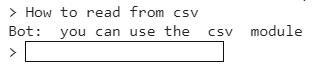 > How to read from csv
Bot:  you can use the  csv  module
>